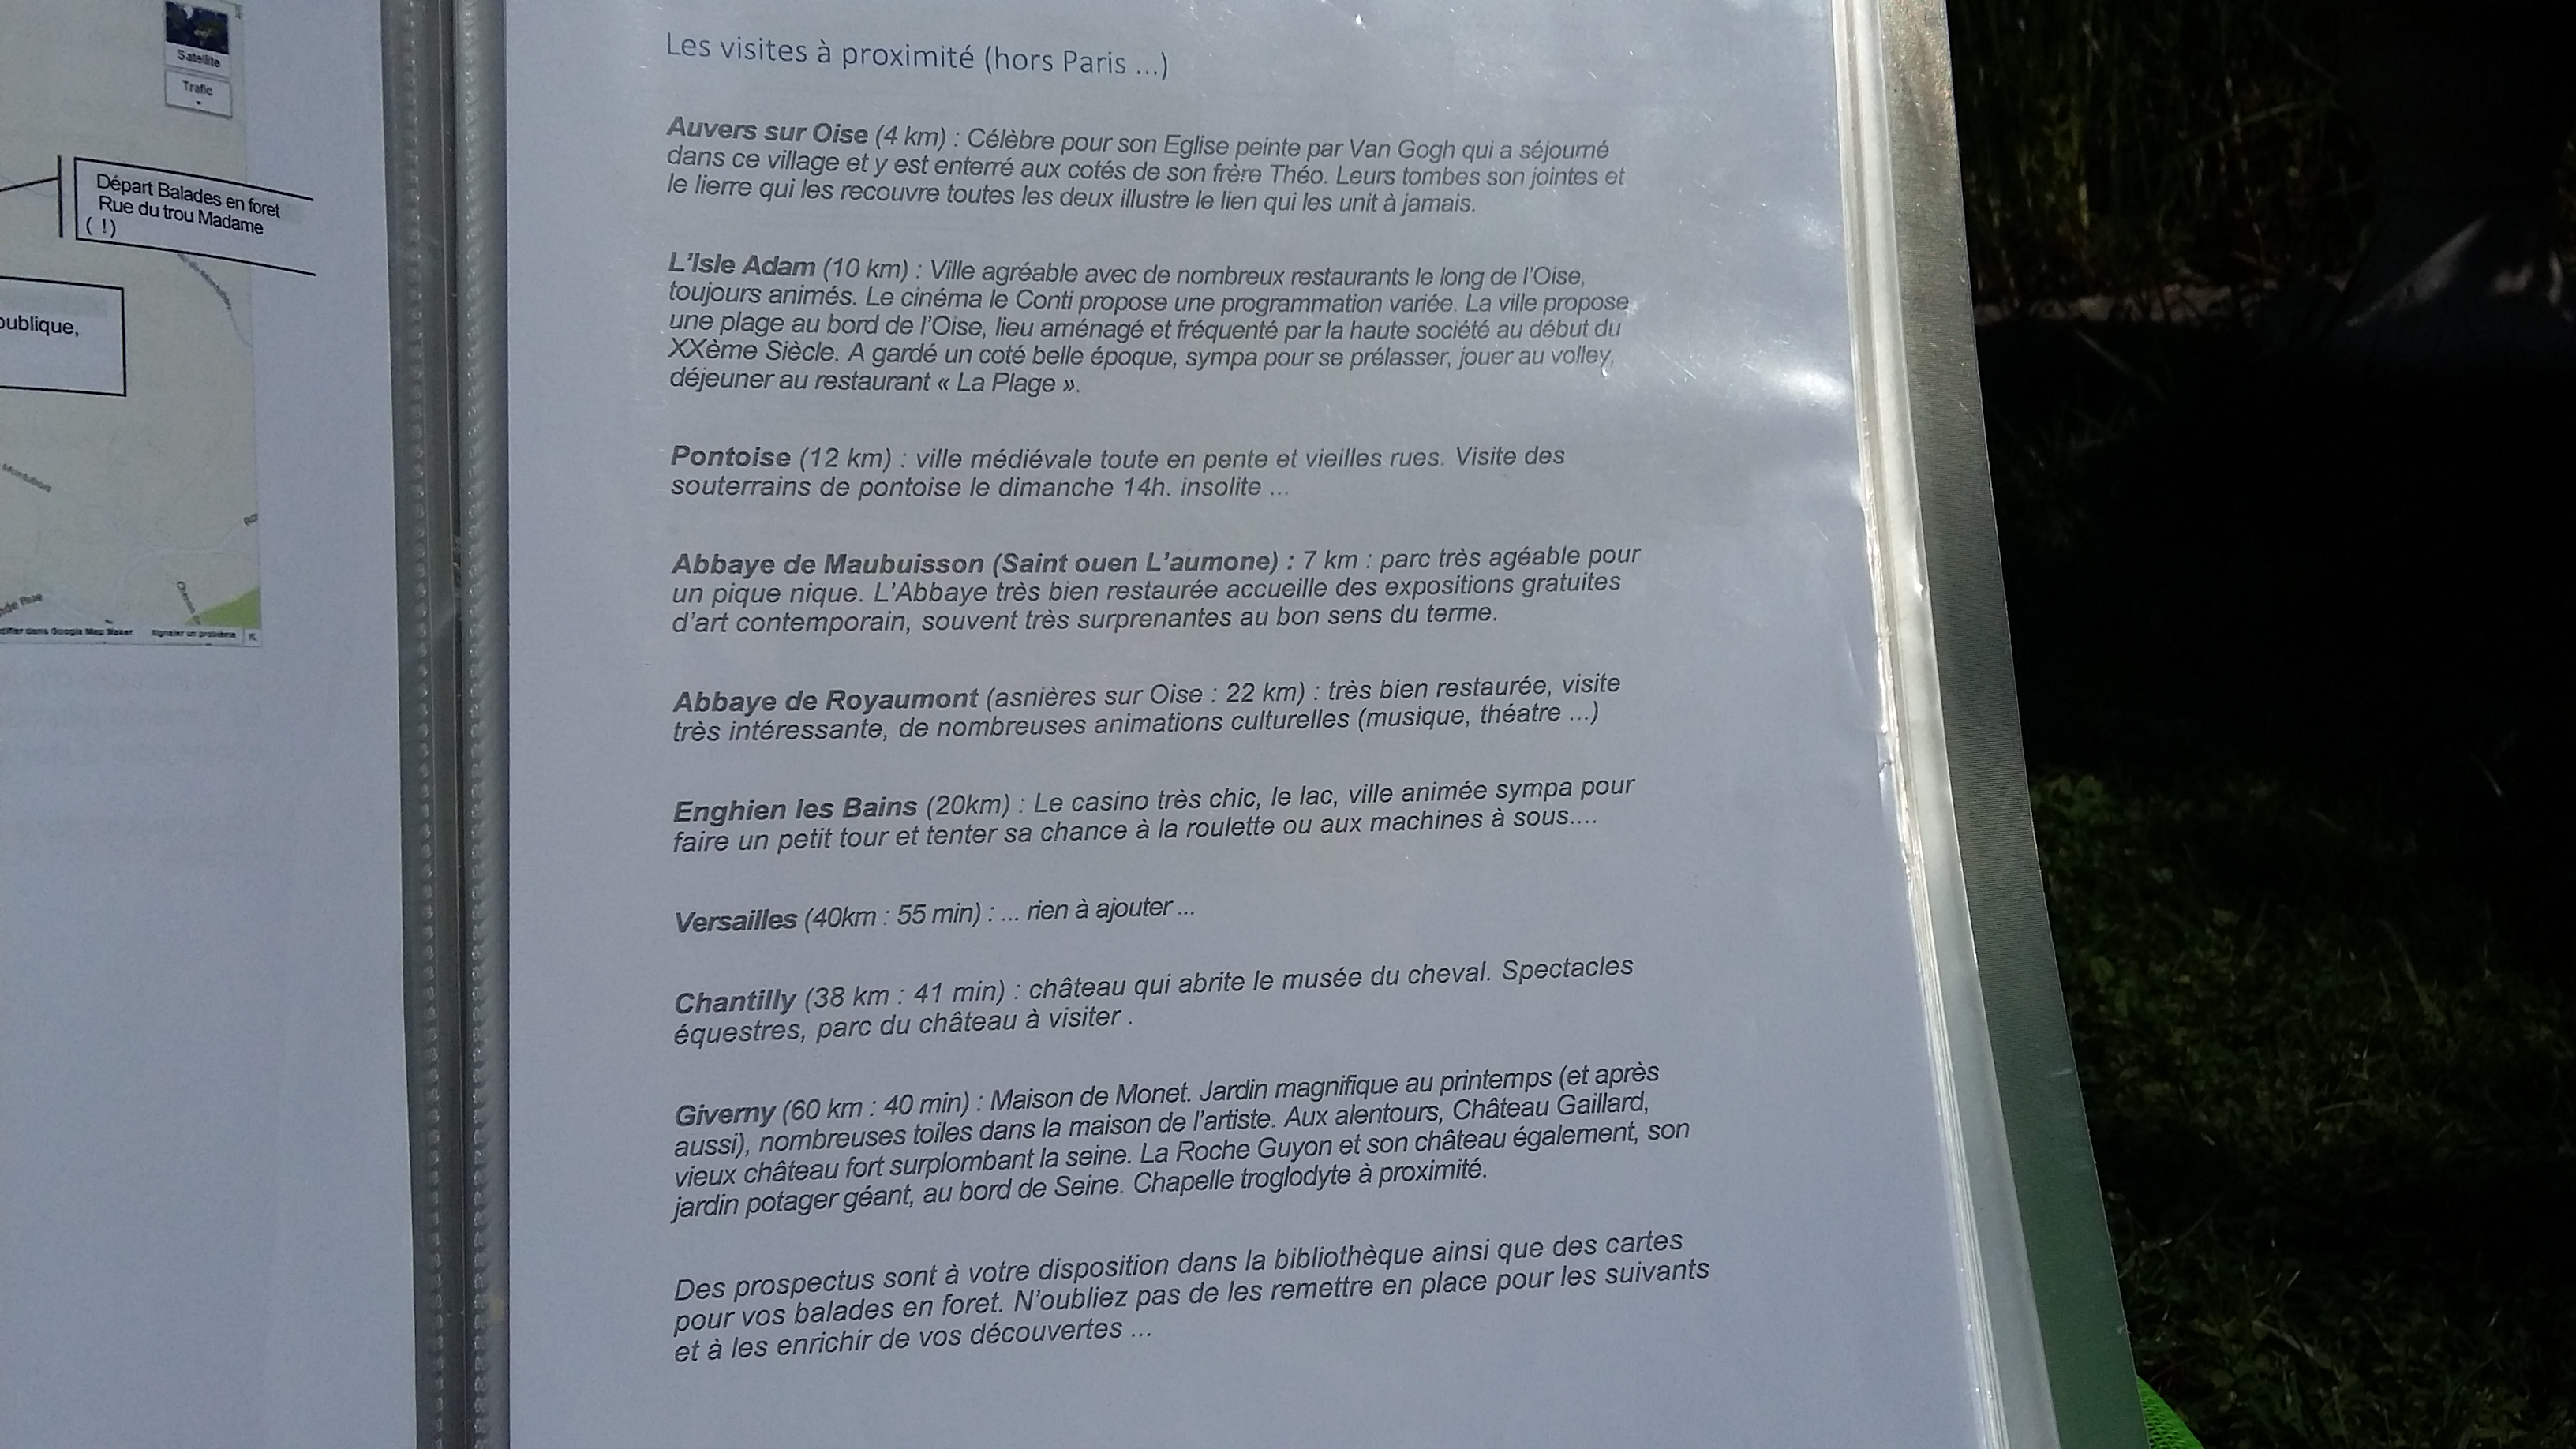 Satellite
Trafic
Départ Balades en foret
Rue du trou Madame
( !)
publique,
Les visites à proximité (hors Paris ...)
Auvers sur Oise (4 km) : Célèbre pour son Eglise peinte par Van Gogh qui a séjourné
dans ce village et y est enterré aux cotés de son frère Théo. Leurs tombes son jointes et
le lierre qui les recouvre toutes les deux illustre le lien qui les unit à jamais.
L'Isle Adam (10 km) : Ville agréable avec de nombreux restaurants le long de l'Oise,
toujours animés. Le cinéma le Conti propose une programmation variée. La ville propose
une plage au bord de l'Oise, lieu aménagé et fréquenté par la haute société au début du
XXème Siècle. A gardé un coté belle époque, sympa pour se prélasser, jouer au volley,
déjeuner au restaurant « La Plage ».
Pontoise (12 km) : ville médiévale toute en pente et vieilles rues. Visite des
souterrains de pontoise le dimanche 14h. insolite ...
Abbaye de Maubuisson (Saint ouen L'aumone) : 7 km : parc très agéable pour
un pique nique. L'Abbaye très bien restaurée accueille des expositions gratuites
d'art contemporain, souvent très surprenantes au bon sens du terme.
Abbaye de Royaumont (asnières sur Oise : 22 km) : très bien restaurée, visite
très intéressante, de nombreuses animations culturelles (musique, théatre ...)
Enghien les Bains (20km) : Le casino très chic, le lac, ville animée sympa pour
faire un petit tour et tenter sa chance à la roulette ou aux machines à sous....
Versailles (40km : 55 min) : ... rien à ajouter ...
Chantilly (38 km : 41 min) : château qui abrite le musée du cheval. Spectacles
équestres, parc du château à visiter .
Giverny (60 km : 40 min) : Maison de Monet. Jardin magnifique au printemps (et après
aussi), nombreuses toiles dans la maison de l'artiste. Aux alentours, Château Gaillard,
vieux château fort surplombant la seine. La Roche Guyon et son château également, son
jardin potager géant, au bord de Seine. Chapelle troglodyte à proximité.
Des prospectus sont à votre disposition dans la bibliothèque ainsi que des cartes
pour vos balades en foret. N'oubliez pas de les remettre en place pour les suivants
et à les enrichir de vos découvertes ...